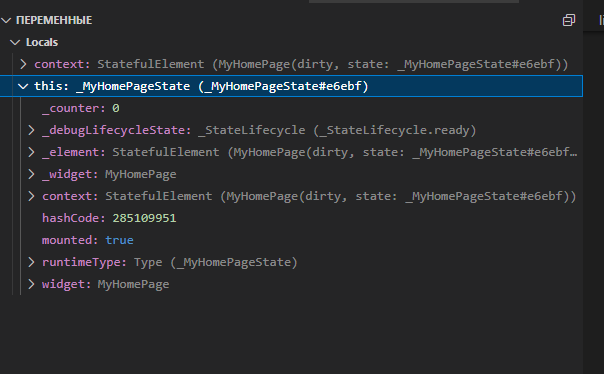 ПЕРЕМЕННЫЕ
Locals
context: StatefulElement (MyHomePage(dirty, state: _MyHomePageState#e6ebf))
this: _MyHomePageState (_MyHomePageState#e6ebf)
_counter: 0
_debugLifecycleState: _StateLifecycle (_StateLifecycle.ready)
_element: StatefulElement (MyHomePage(dirty, state: _MyHomePageState#e6ebf…
_widget: MyHomePage
context: StatefulElement (MyHomePage(dirty, state: _MyHomePageState#e6ebf))
hashCode: 285109951
mounted: true
runtimeType: Type (_MyHomePageState)
widget: MyHomePage